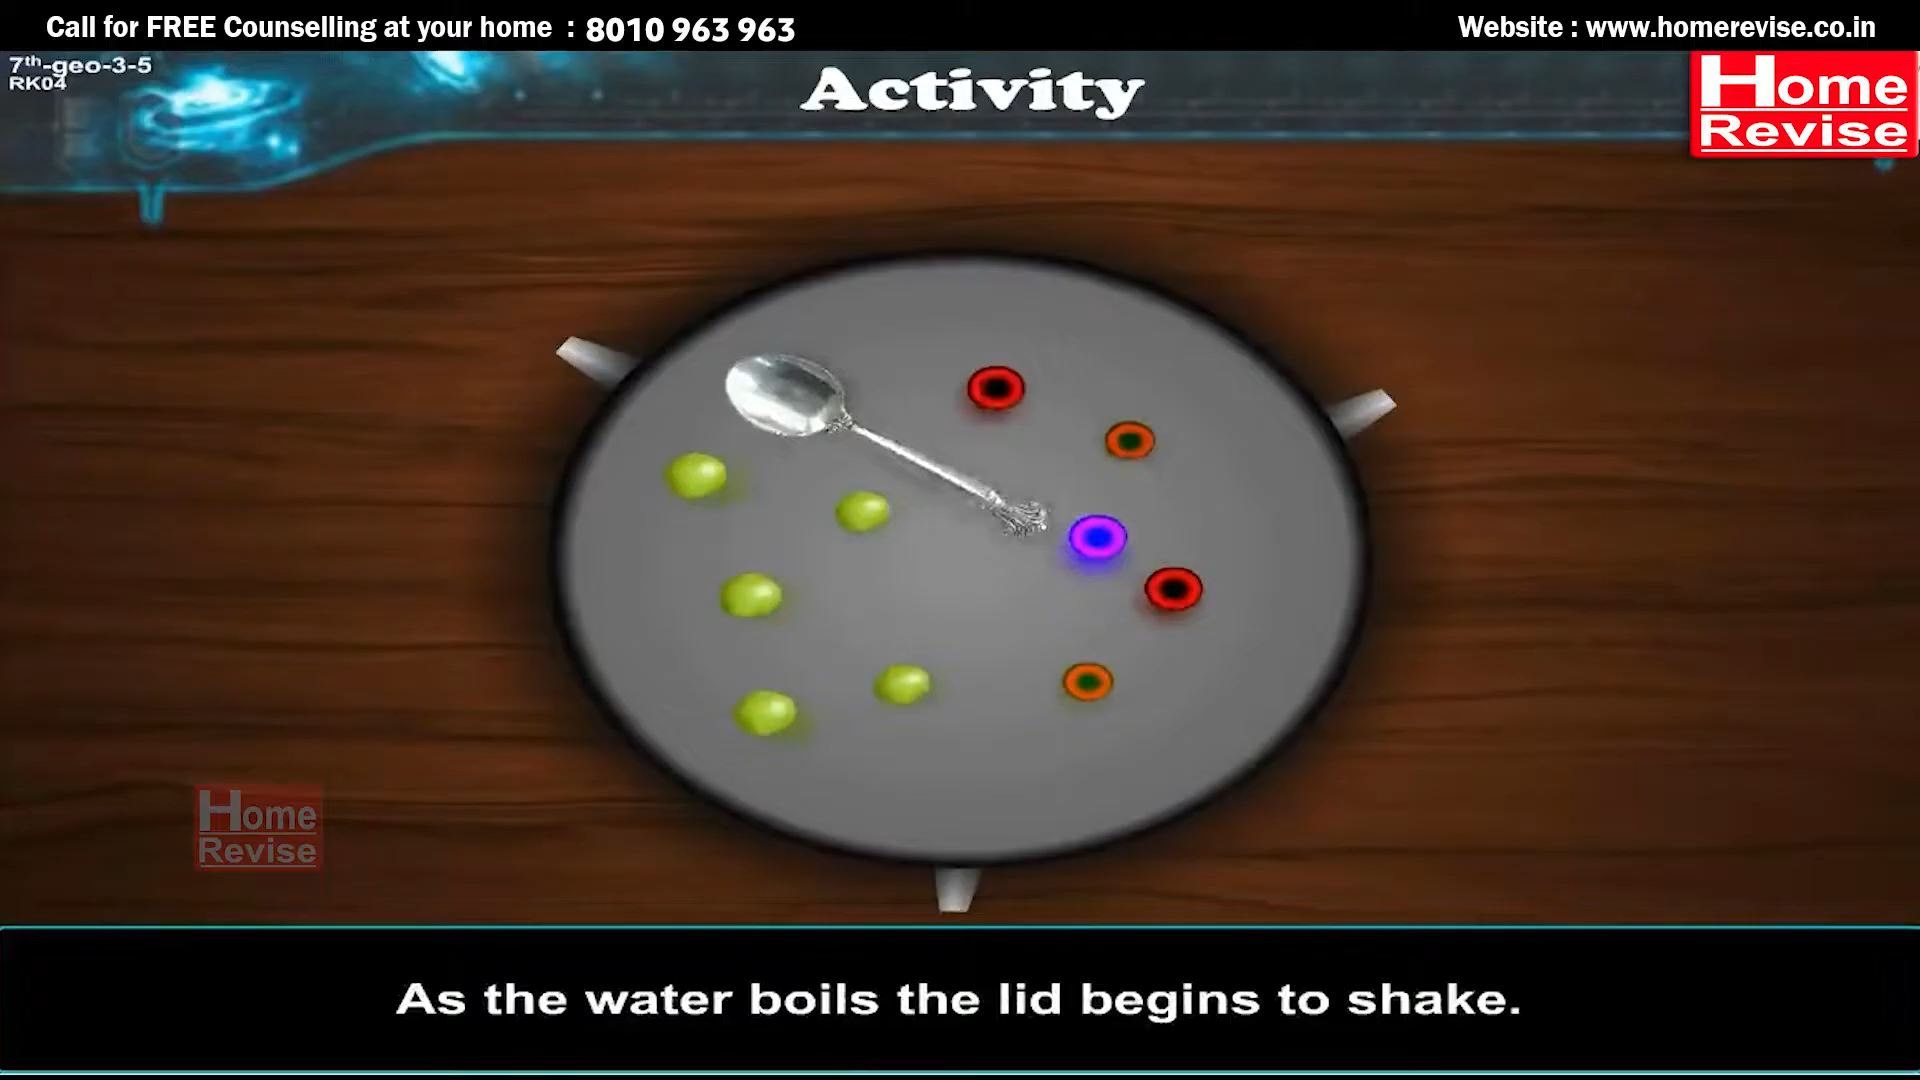 Call for FREE Counselling at your home : 8010 963 963
Website : www.homerevise.co.in
7th-geo-3-5
RK04
Activity
Home
Revise
Home
Revise
As the water boils the lid begins to shake.